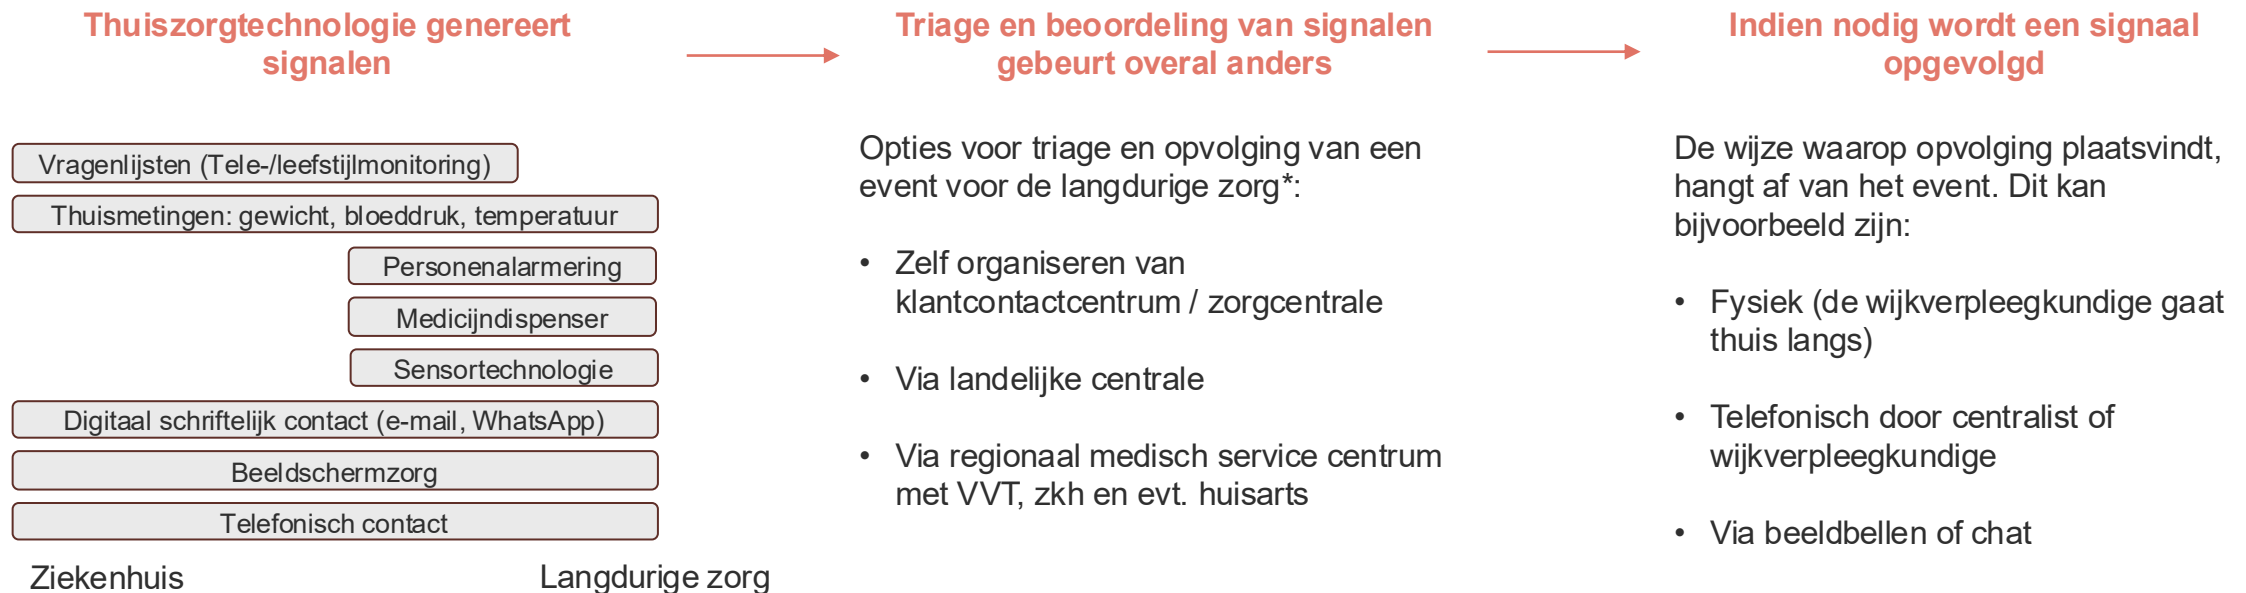 Thuiszorgtechnologie genereert
signalen
Vragenlijsten (Tele-/leefstijlmonitoring)
Thuismetingen: gewicht, bloeddruk, temperatuur
Personenalarmering
Medicijndispenser
Sensortechnologie
Digitaal schriftelijk contact (e-mail, WhatsApp)
Beeldschermzorg
Telefonisch contact
Ziekenhuis
Langdurige zorg
Triage en beoordeling van signalen
gebeurt overal anders
Opties voor triage en opvolging van een
event voor de langdurige zorg*:
• Zelf organiseren van
klantcontactcentrum / zorgcentrale
• Via landelijke centrale
• Via regionaal medisch service centrum
met VVT, zkh en evt. huisarts
Indien nodig wordt een signaal
opgevolgd
De wijze waarop opvolging plaatsvindt,
hangt af van het event. Dit kan
bijvoorbeeld zijn:
• Fysiek (de wijkverpleegkundige gaat
thuis langs)
• Telefonisch door centralist of
wijkverpleegkundige
• Via beeldbellen of chat